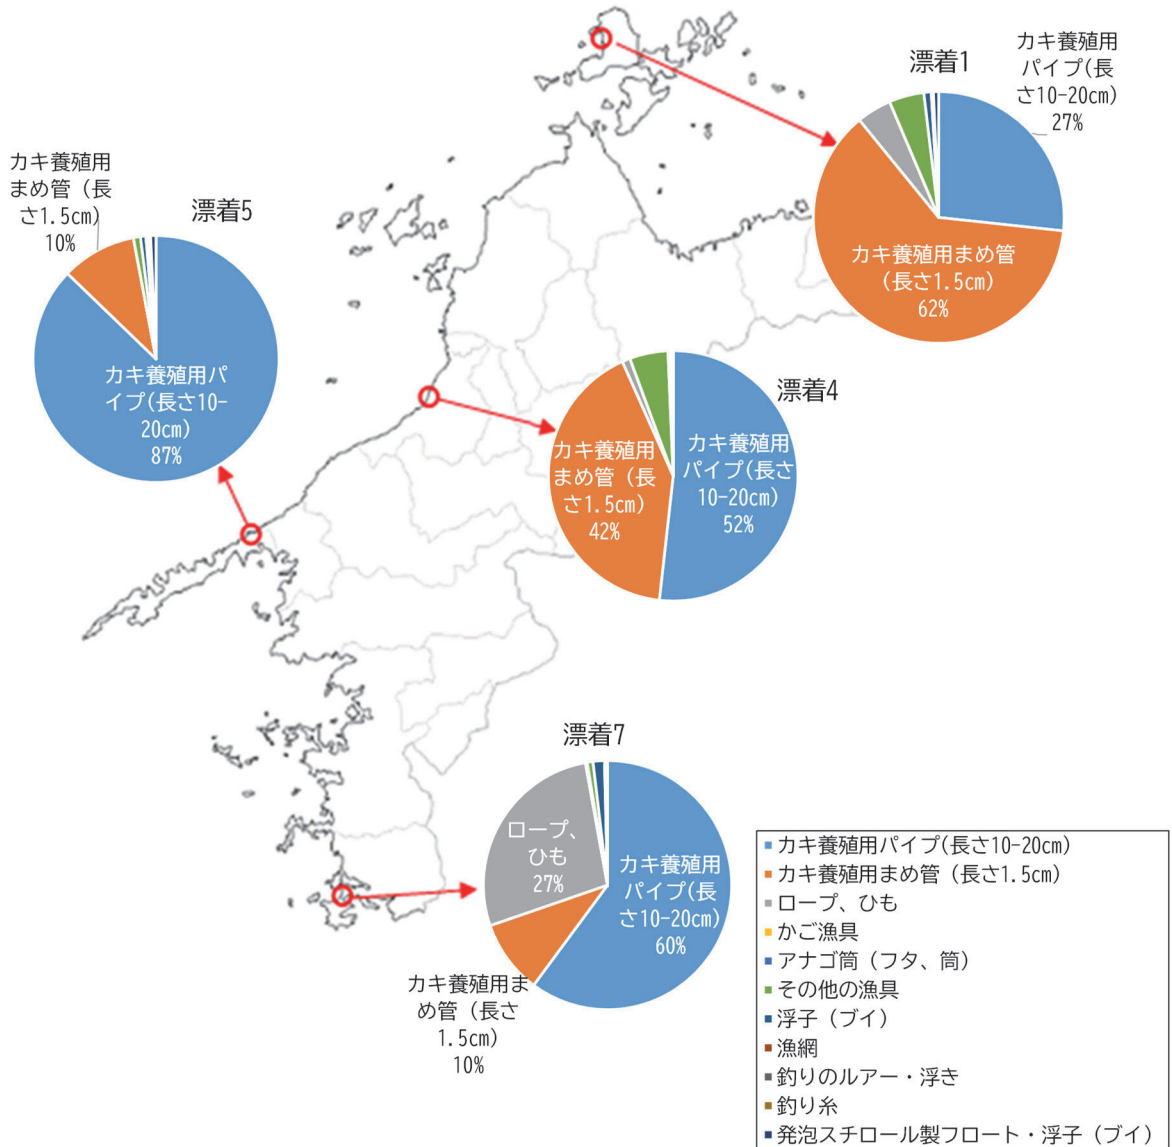 漂着1
カキ養殖用
パイプ(長
さ10-20cm)
27%
カキ養殖用まめ管
(長さ1.5cm)
62%
漂着5
カキ養殖用
まめ管（長
さ1.5cm)
10%
カキ養殖用パ
イプ(長さ10-
20cm)
87%
漂着4
カキ養殖用
まめ管（長
さ1.5cm)
42%
カキ養殖用
パイプ(長さ
10-20cm)
52%
漂着7
ロープ、
ひも
27%
カキ養殖用
パイプ(長
さ10-20cm)
60%
カキ養殖用ま
め管（長さ
1.5cm)
10%
カキ養殖用パイプ(長さ10-20cm)
カキ養殖用まめ管（長さ1.5cm）
ロープ、ひも
かご漁具
アナゴ筒（フタ、筒）
その他の漁具
浮子（ブイ）
漁網
釣りのルアー・浮き
釣り糸
発泡スチロール製フロート・浮子（ブイ）